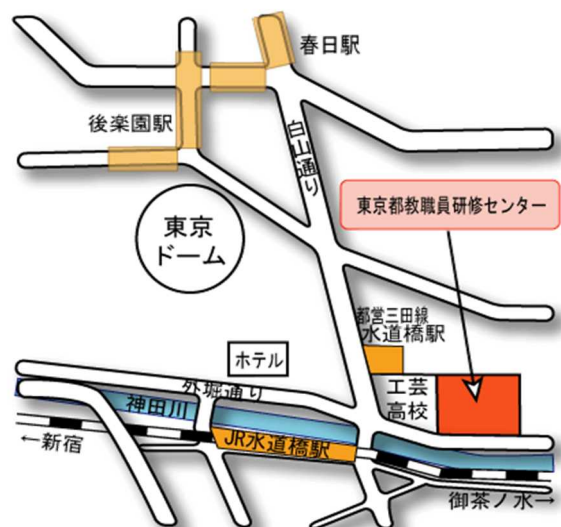 春日駅
後楽園駅
白山通り
東京都教職員研修センター
東京
ドーム
都営三田線
水道橋駅
ホテル
工芸
高校
外堀通り
神田川
←新宿
JR水道橋駅
御茶ノ水→